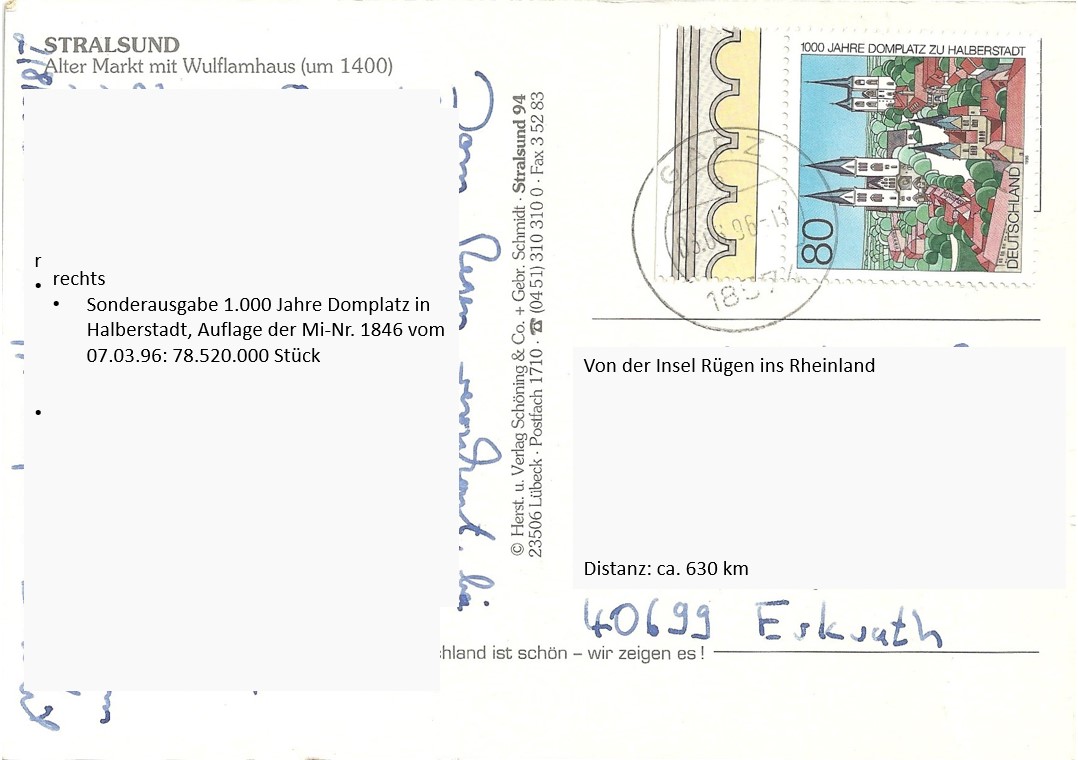 STRALSUND
Alter Markt mit Wulflamhaus (um 1400)
r
• rechts
• Sonderausgabe 1.000 Jahre Domplatz in
Halberstadt, Auflage der Mi-Nr. 1846 vom
07.03.96: 78.520.000 Stück
•
© Herst. u. Verlag Schöning & Co. + Gebr. Schmidt · Stralsund 94
23506 Lübeck · Postfach 1710 · ☎ (04 51) 310 310 0 · Fax 3 52 83
1000 JAHRE DOMPLATZ ZU HALBERSTADT
80
DEUTSCHLAND
Von der Insel Rügen ins Rheinland
Distanz: ca. 630 km
40699 Erkrath
chland ist schön – wir zeigen es !